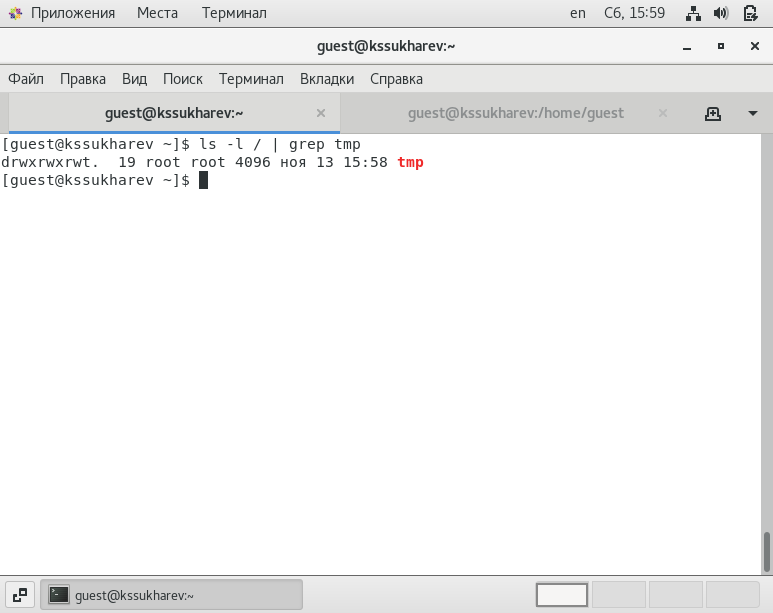 Приложения Места Терминал en Сб, 15:59
guest@kssukharev:~
Файл Правка Вид Поиск Терминал Вкладки Справка
guest@kssukharev:~ guest@kssukharev:/home/guest
[guest@kssukharev ~]$ ls -l / | grep tmp
drwxrwxrwt.  19 root root 4096 ноя 13 15:58 tmp
[guest@kssukharev ~]$
guest@kssukharev:~